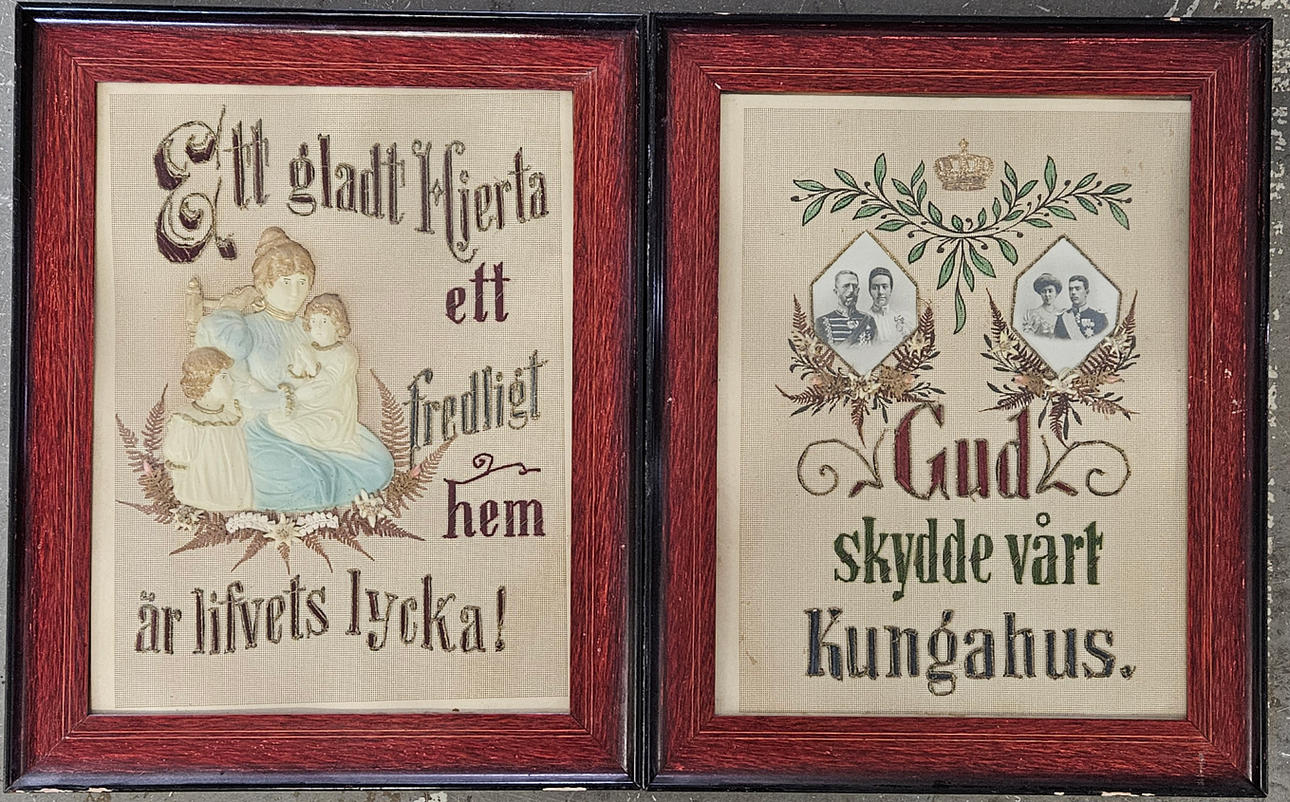 Ett gladt Hjerta
ett
fredligt
hem
är lifvets lycka!
Gud
skydde vårt
Kungahus.